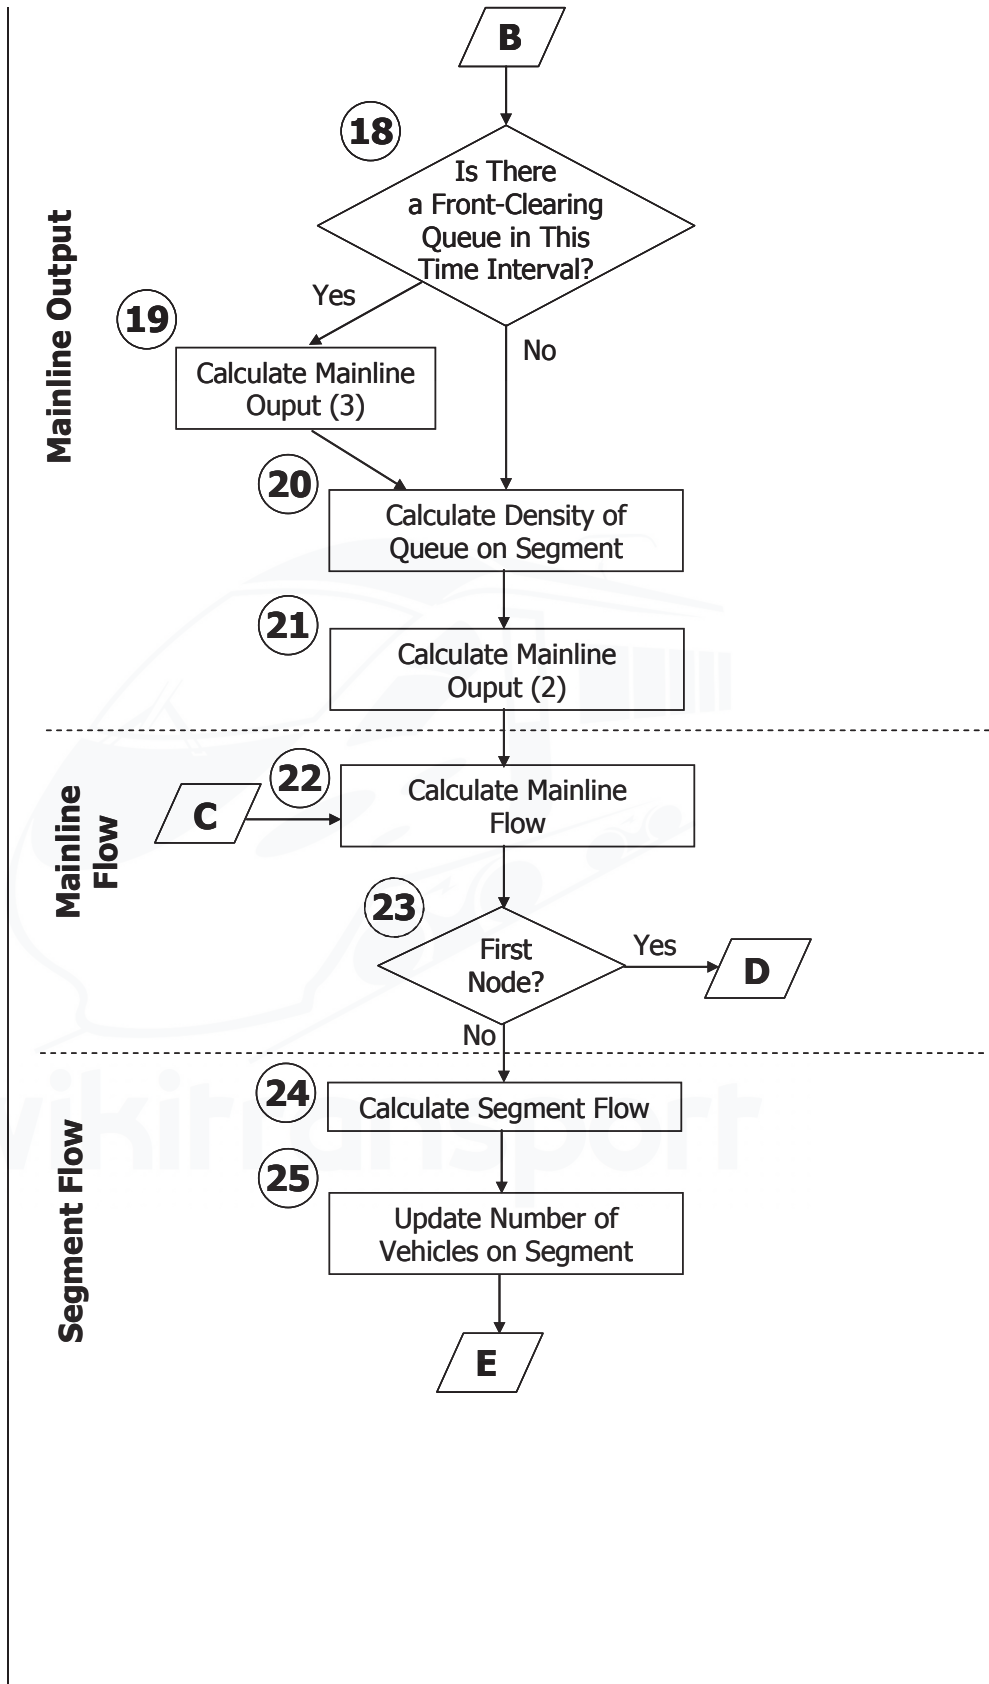 B
18
Is There
a Front-Clearing
Queue in This
Time Interval?
Mainline Output
Yes
19
No
Calculate Mainline
Ouput (3)
20
Calculate Density of
Queue on Segment
21
Calculate Mainline
Ouput (2)
22
Calculate Mainline
Flow
C
Mainline
Flow
23
First
Node?
Yes
D
No
24
Calculate Segment Flow
wikitransport
25
Segment Flow
Update Number of
Vehicles on Segment
E